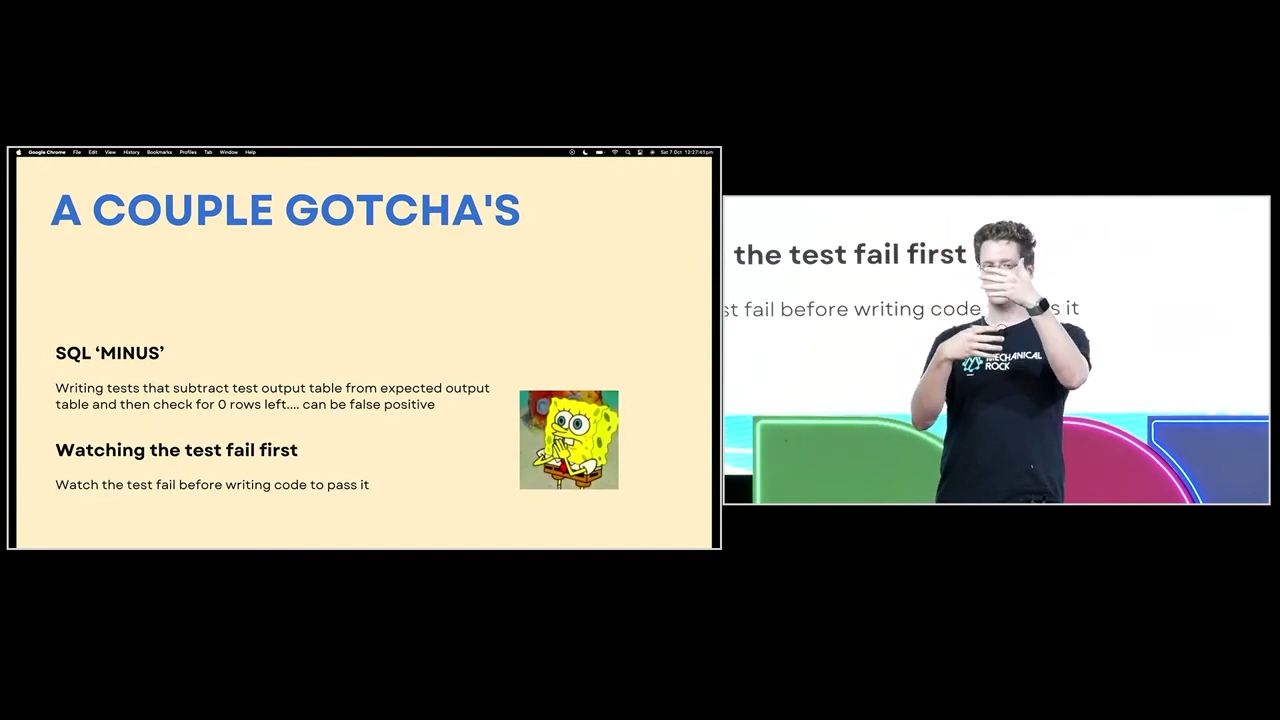 Google Chrome File Edit View History Bookmarks Profiles Tab Window Help Sat 7 Oct 12:27:41 pm
A COUPLE GOTCHA'S
SQL ‘MINUS’
Writing tests that subtract test output table from expected output
table and then check for 0 rows left.... can be false positive
Watching the test fail first
Watch the test fail before writing code to pass it
the test fail first
st fail before writing code s it
MECHANICAL
ROCK